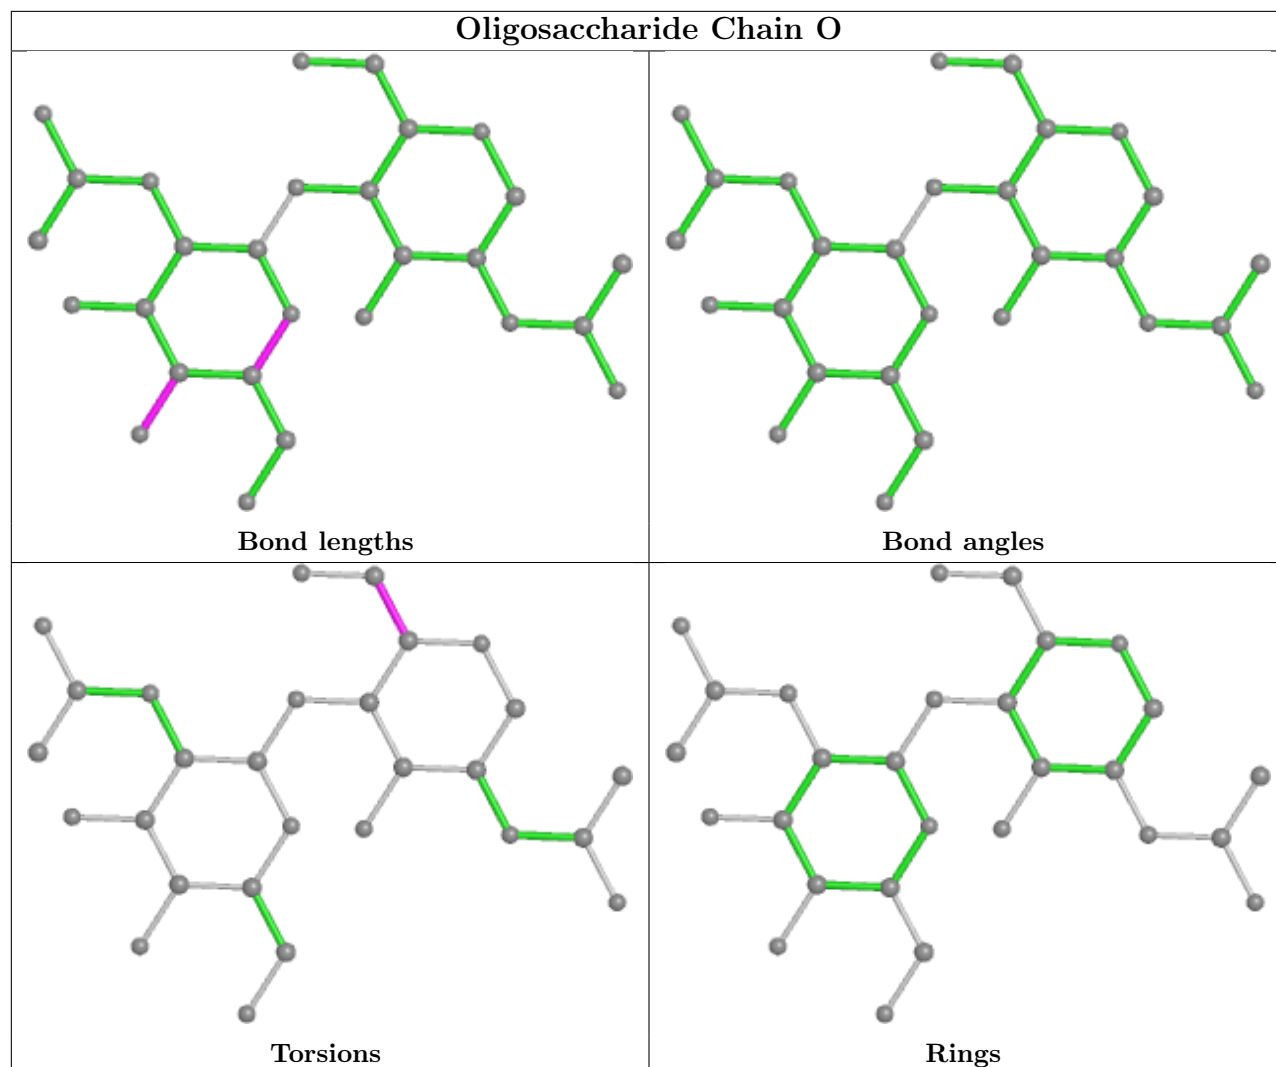 Oligosaccharide Chain O
Bond lengths
Bond angles
Torsions
Rings